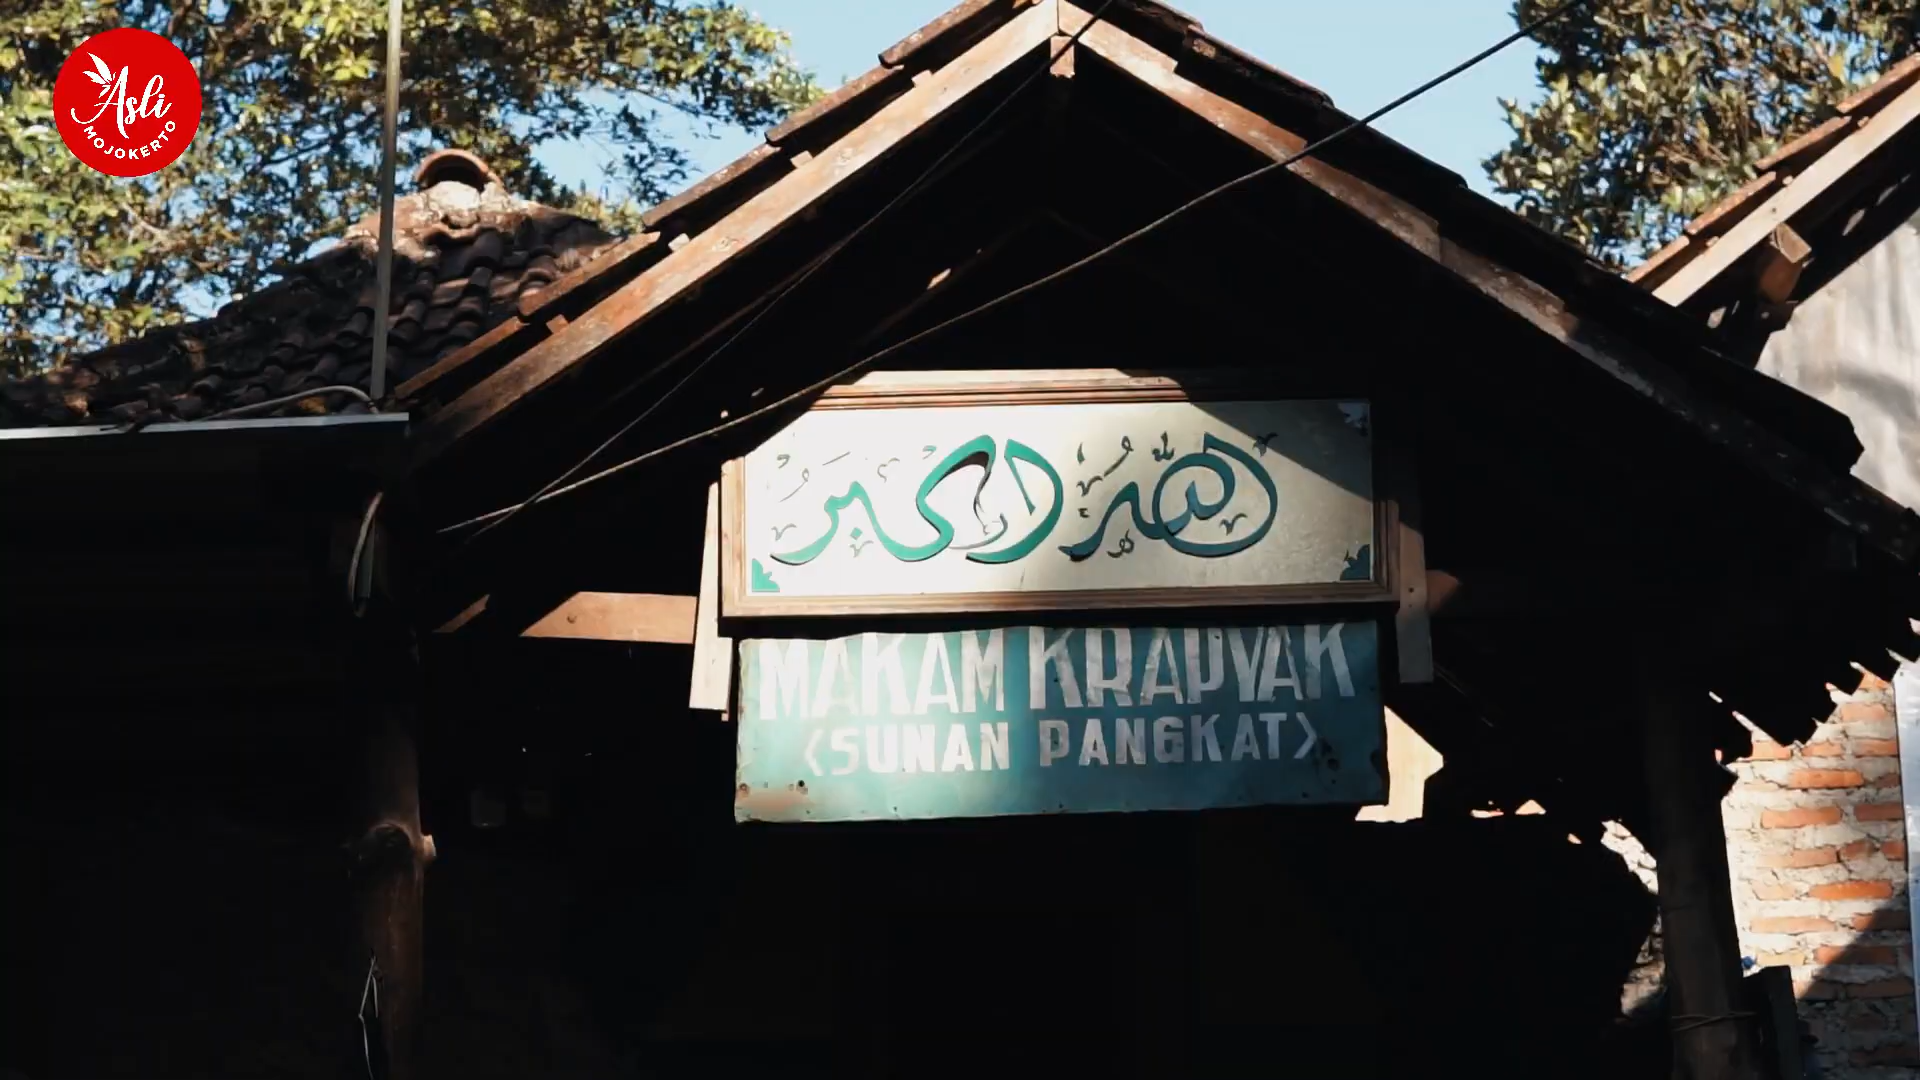 Asli
MOJOKERTO
الله اكبر
MAKAM KRAPYAK
<SUNAN PANGKAT>